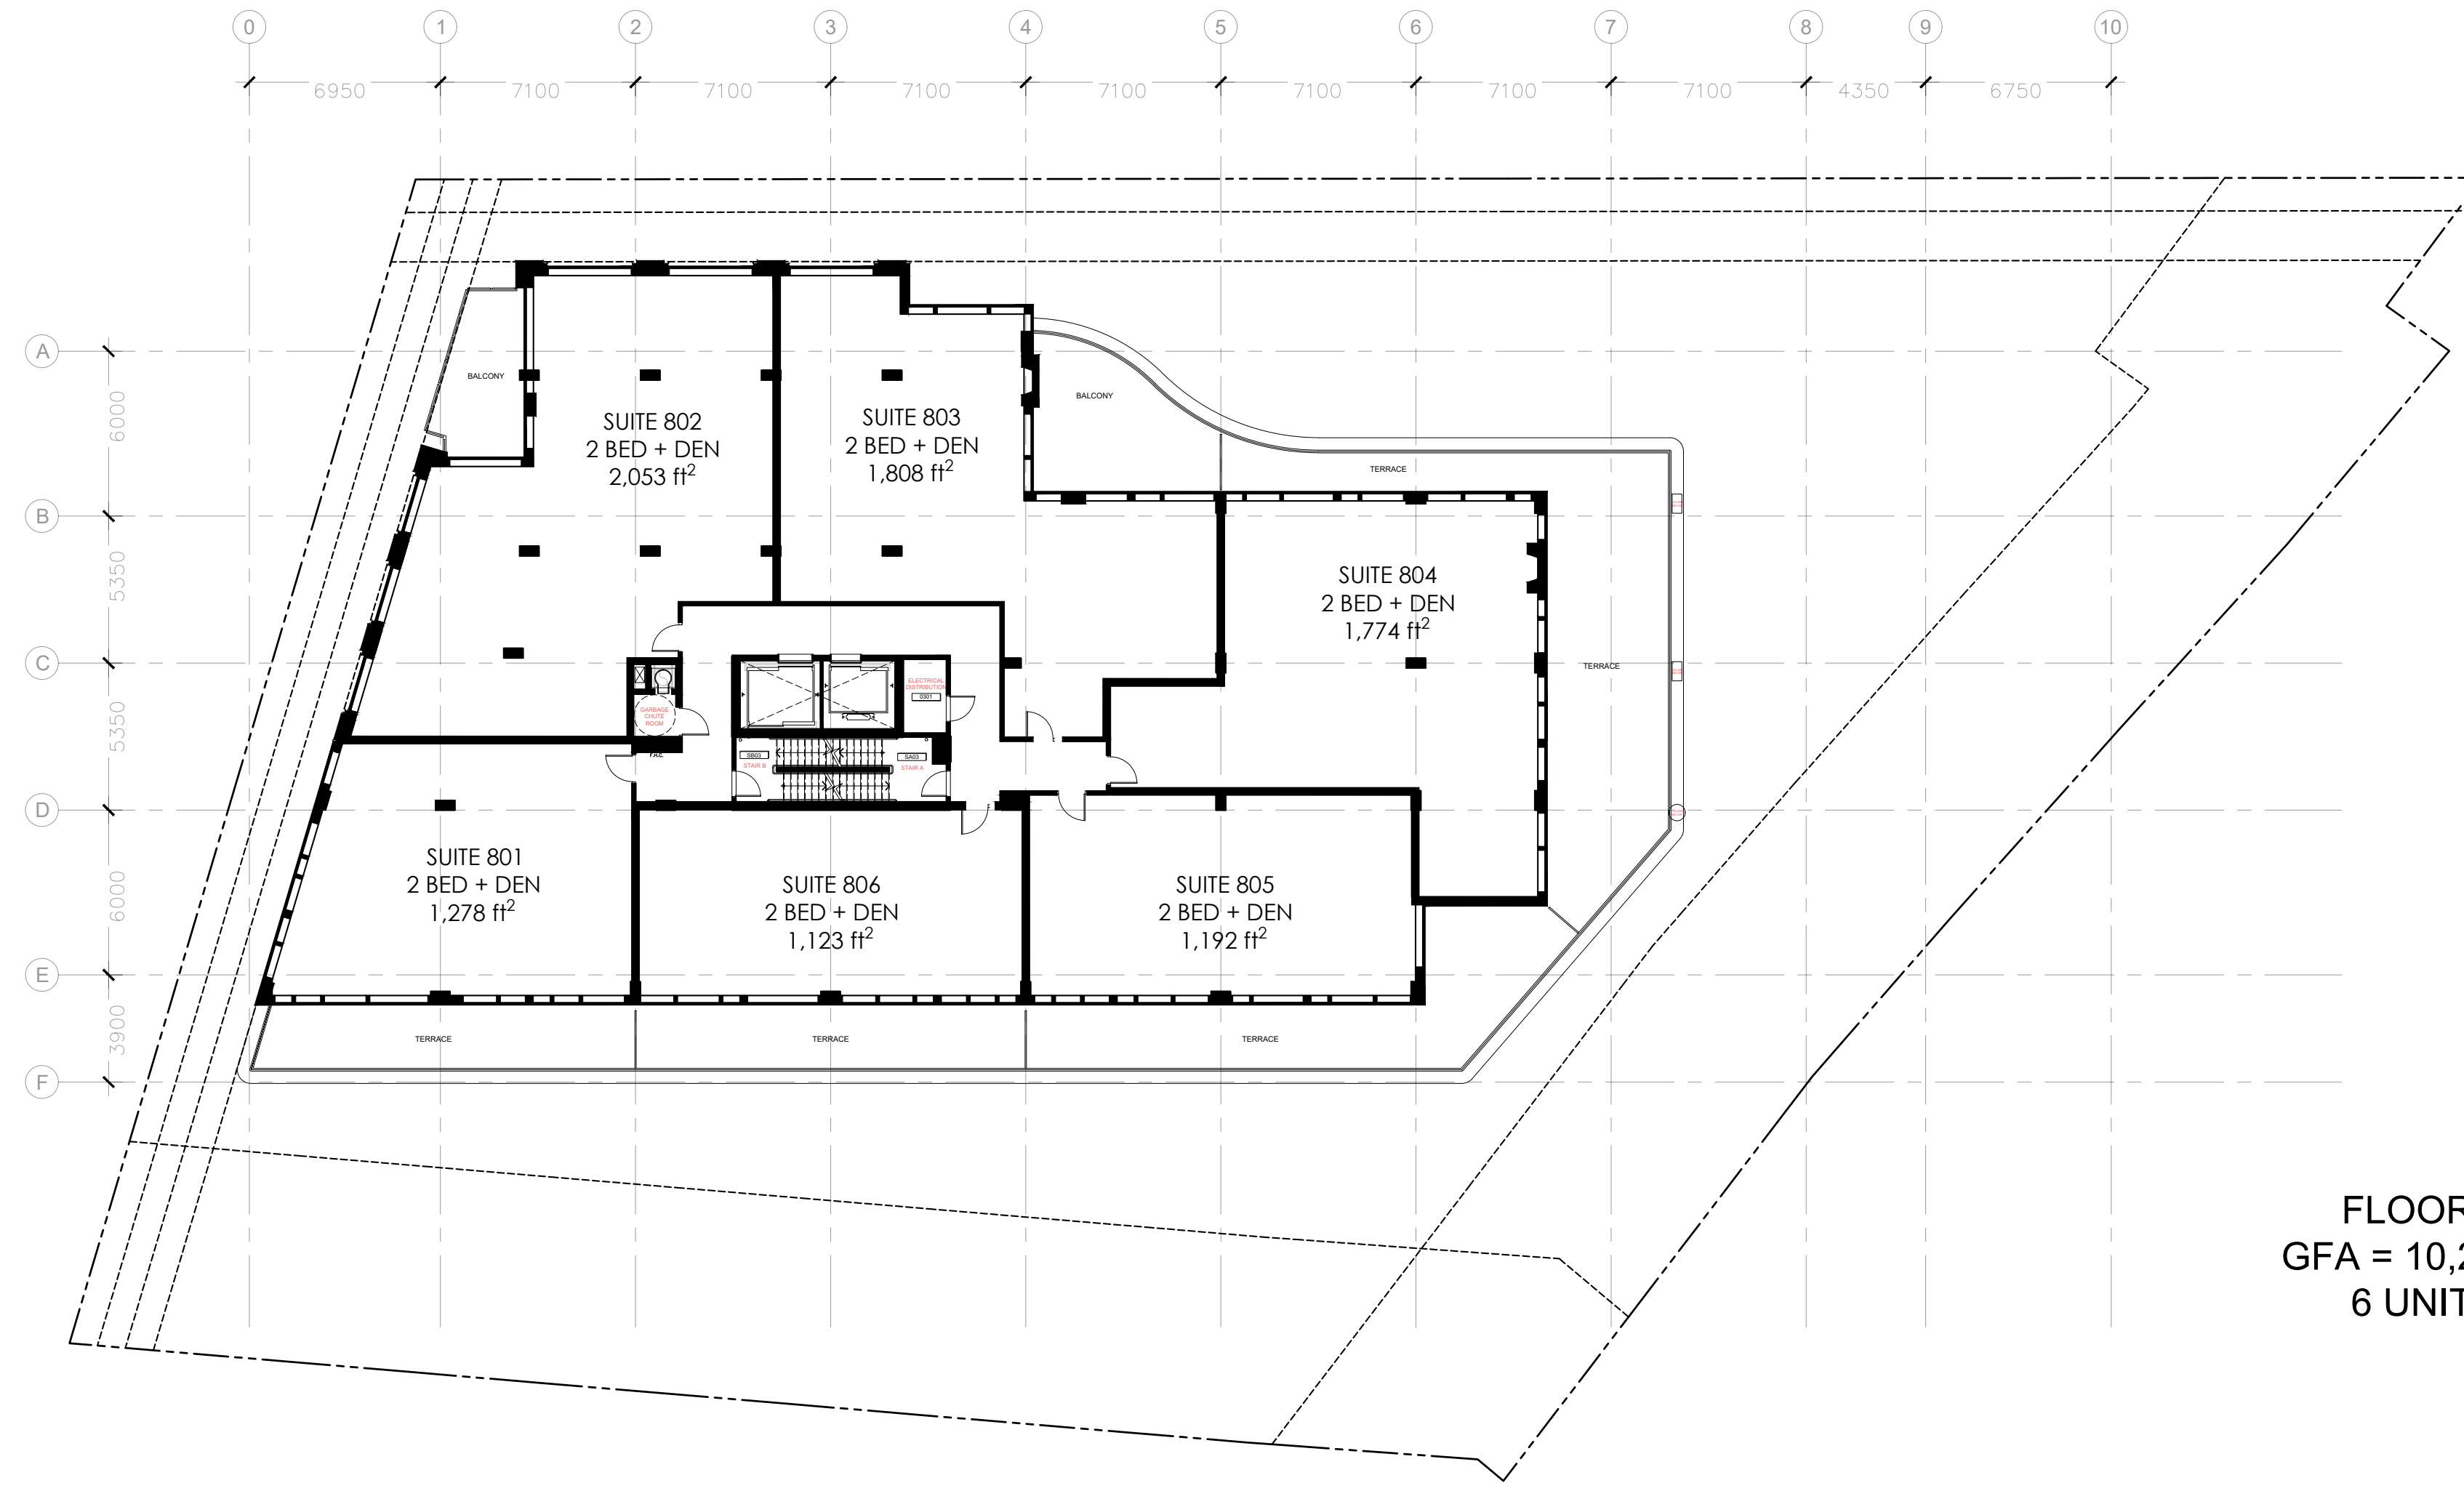 0 1 2 3 4 5 6 7 8 9 10
6950 7100 7100 7100 7100 7100 7100 7100 4350 6750
A
6000
B
5350
C
5350
D
6000
E
3900
F
BALCONY
SUITE 802
2 BED + DEN
2,053 ft2
SUITE 803
2 BED + DEN
1,808 ft2
BALCONY
TERRACE
SUITE 804
2 BED + DEN
1,774 ft2
TERRACE
ELECTRICAL
DISTRIBUTION
0301
GARBAGE
CHUTE
ROOM
F.H.C.
SB03
STAIR B
SA03
STAIR A
SUITE 801
2 BED + DEN
1,278 ft2
SUITE 806
2 BED + DEN
1,123 ft2
SUITE 805
2 BED + DEN
1,192 ft2
TERRACE
TERRACE
TERRACE
FLOOR
GFA = 10,2
6 UNIT